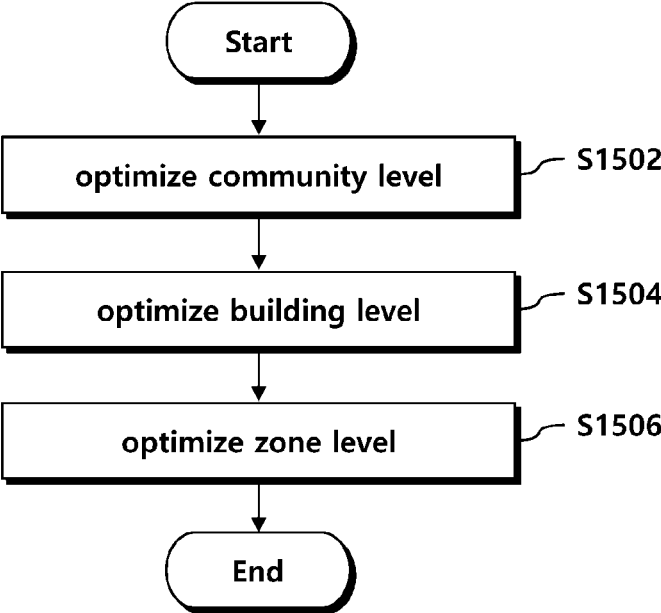 Start
optimize community level
S1502
optimize building level
S1504
optimize zone level
S1506
End